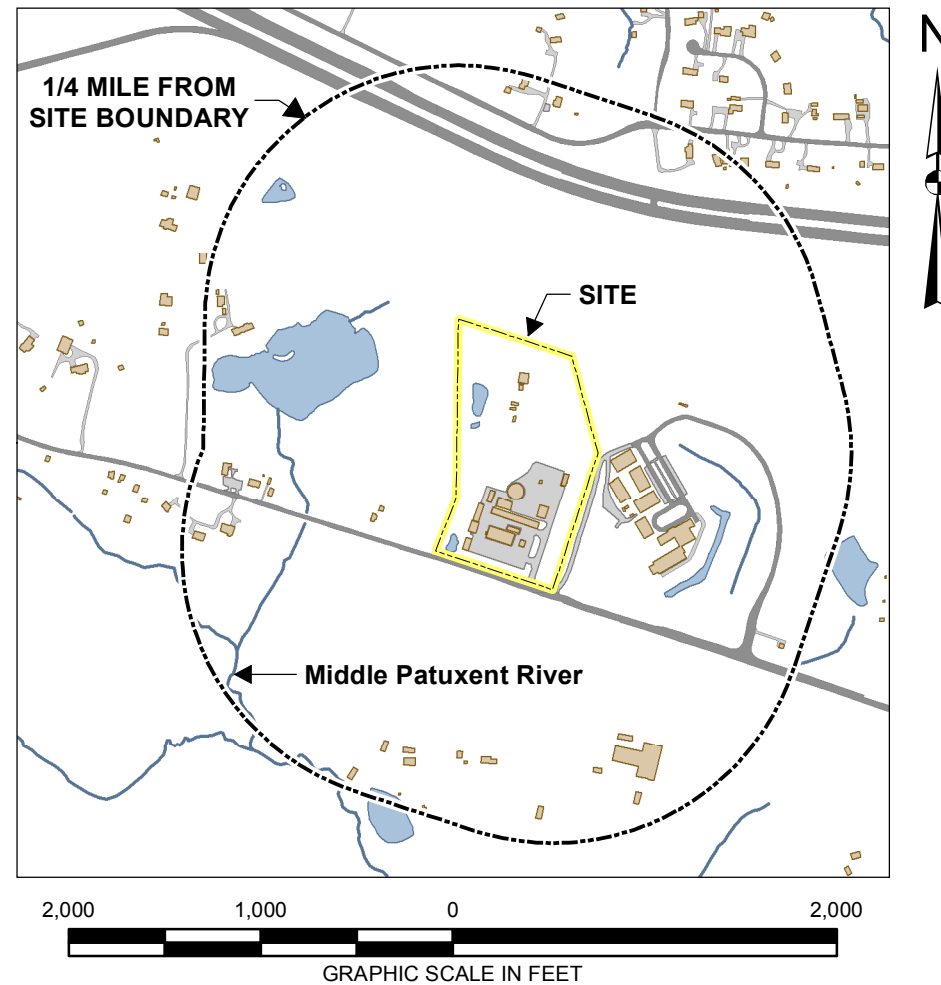 N
1/4 MILE FROM
SITE BOUNDARY
SITE
Middle Patuxent River
2,000 1,000 0 2,000
GRAPHIC SCALE IN FEET